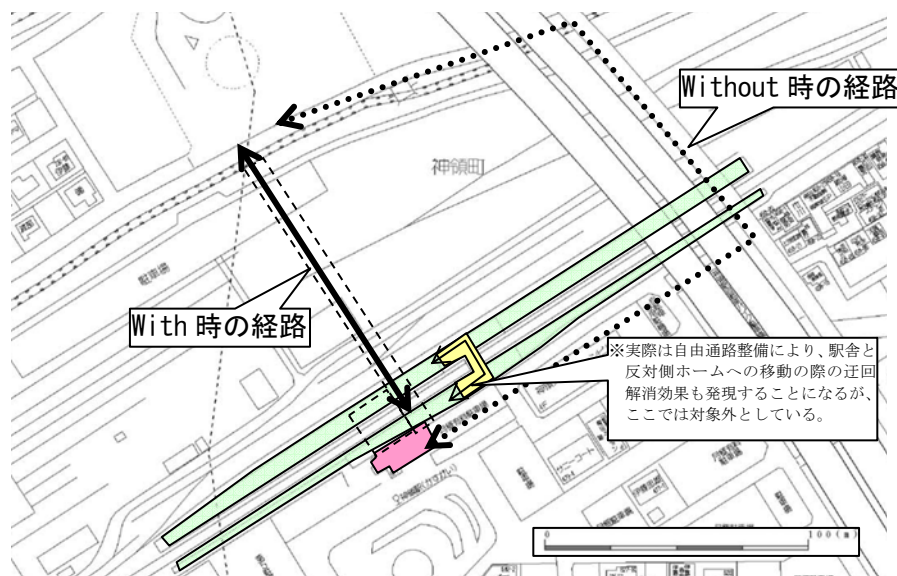 Without 時の経路
神領町
駐車場
With 時の経路
※実際は自由通路整備により、駅舎と
反対側ホームへの移動の際の迂回
解消効果も発現することになるが、
ここでは対象外としている。
0 100(m)